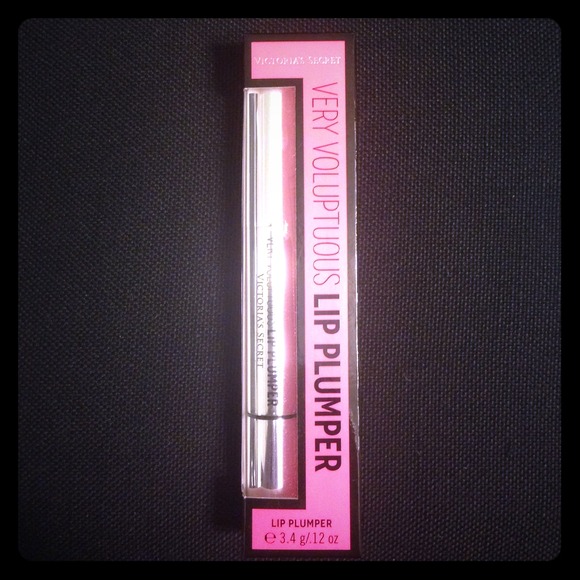 VICTORIA'S SECRET
VERY VOLUPTUOUS LIP PLUMPER
LIP PLUMPER
VICTORIA'S SECRET
LIP PLUMPER
℮ 3.4 g/.12 oz